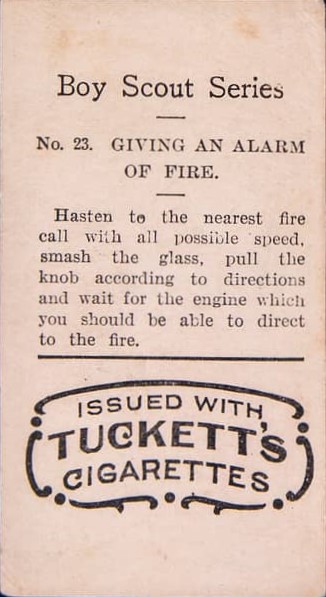 Boy Scout Series
No. 23. GIVING AN ALARM
OF FIRE.
Hasten to the nearest fire
call with all possible speed,
smash the glass, pull the
knob according to directions
and wait for the engine which
you should be able to direct
to the fire.
ISSUED WITH
TUCKETT'S
CIGARETTES